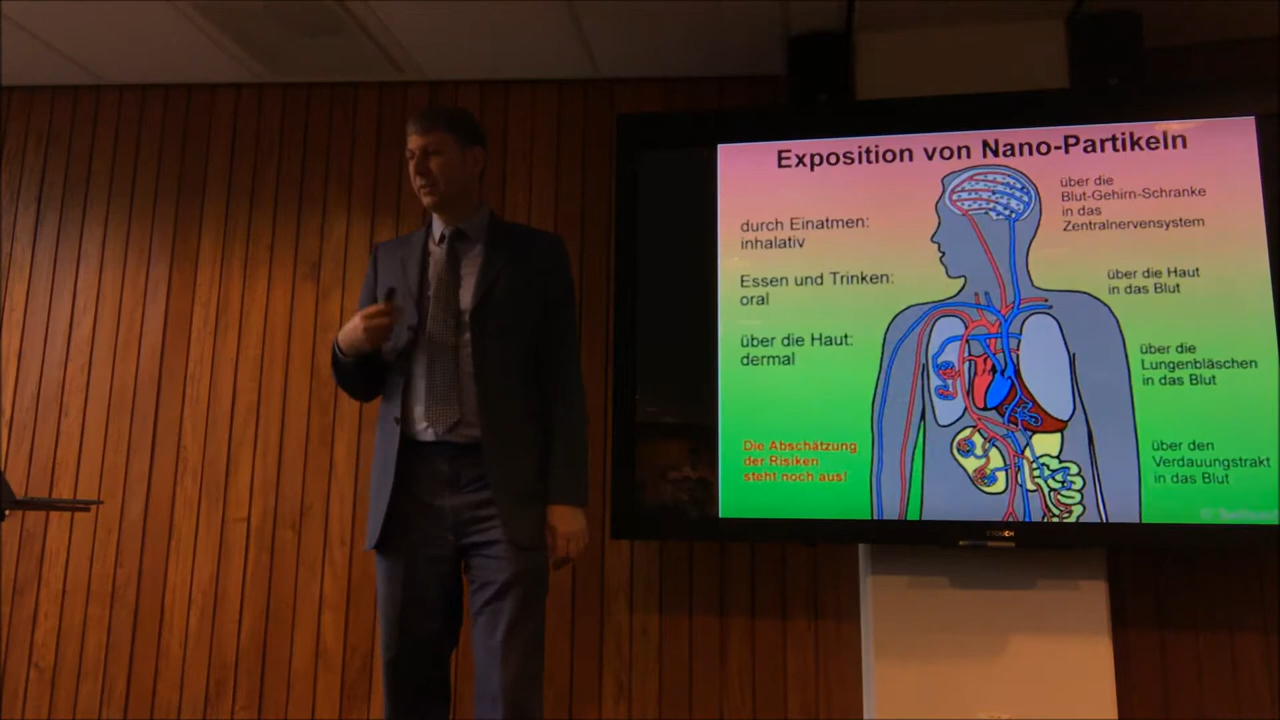 Exposition von Nano-Partikeln
durch Einatmen:
inhalativ
Essen und Trinken:
oral
über die Haut:
dermal
Die Abschätzung
der Risiken
steht noch aus!
über die
Blut-Gehirn-Schranke
in das
Zentralnervensystem
über die Haut
in das Blut
über die
Lungenbläschen
in das Blut
über den
Verdauungstrakt
in das Blut